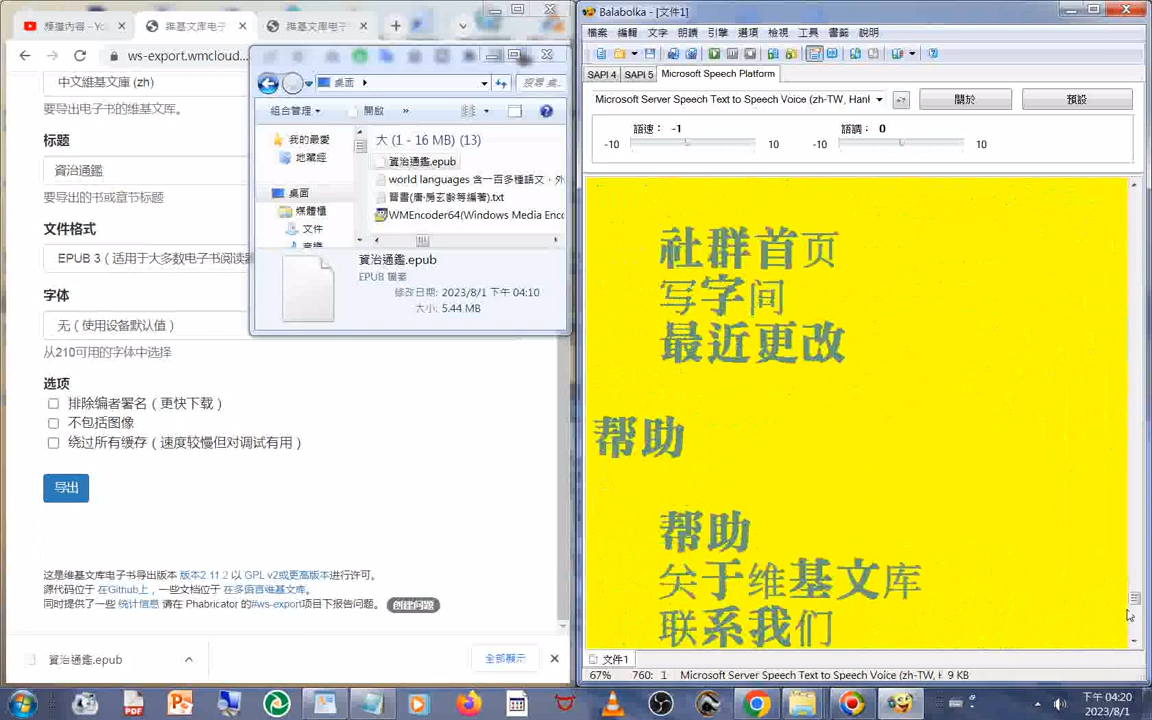 頻道內容 - Yo
維基文库电子
維基文库电子
ws-export.wmcloud...
中文維基文庫 (zh)
要导出电子书的维基文库。
标题
資治通鑑
要导出的书或章节标题
文件格式
EPUB 3（适用于大多数电子书阅读器
字体
无（使用设备默认值）
从210可用的字体中选择
选项
排除编者署名（更快下载）
不包括图像
绕过所有缓存（速度较慢但对调试有用）
导出
这是维基文库电子书导出版本 版本2.11.2 以 GPL v2或更高版本进行许可。
源代码位于 在Github上，一些文档位于 在多语言维基文库。
同时提供了一些 统计信息 请在 Phabricator 的#ws-export项目下报告问题。 创建问题
資治通鑑.epub
全部顯示
桌面
搜尋 桌...
組合管理
開啟
»
我的最愛
地藏經
桌面
媒體櫃
文件
音樂
大 (1 - 16 MB) (13)
資治通鑑.epub
world languages 含一百多種語文，外
晉書(唐·房玄齡等編著).txt
WMEncoder64(Windows Media Enc
資治通鑑.epub
EPUB 檔案
修改日期: 2023/8/1 下午 04:10
大小: 5.44 MB
Balabolka - [文件1]
檔案 編輯 文字 朗讀 引擎 選項 檢視 工具 書籤 說明
SAPI 4 SAPI 5 Microsoft Speech Platform
Microsoft Server Speech Text to Speech Voice (zh-TW, Hanl
關於
預設
語速： -1
語調： 0
-10 10 -10 10
社群首页
写字间
最近更改
帮助
帮助
关于维基文库
联系我们
文件1
67% 760: 1 Microsoft Server Speech Text to Speech Voice (zh-TW, H 9 KB
下午 04:20
2023/8/1